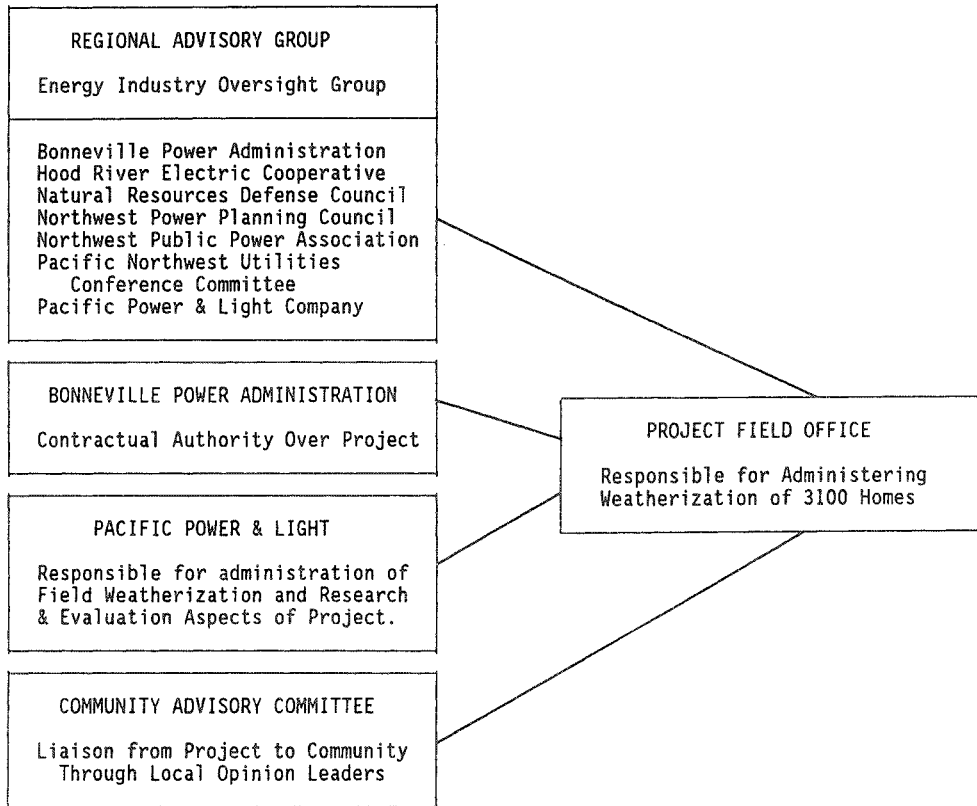 REGIONAL ADVISORY GROUP
Energy Industry Oversight Group
Bonneville Power Administration
Hood River Electric Cooperative
Natural Resources Defense Council
Northwest Power Planning Council
Northwest Public Power Association
Pacific Northwest Utilities
Conference Committee
Pacific Power & Light Company
BONNEVILLE POWER ADMINISTRATION
Contractual Authority Over Project
PACIFIC POWER & LIGHT
Responsible for administration of
Field Weatherization and Research
& Evaluation Aspects of Project.
COMMUNITY ADVISORY COMMITTEE
Liaison from Project to Community
Through Local Opinion Leaders
PROJECT FIELD OFFICE
Responsible for Administering
Weatherization of 3100 Homes